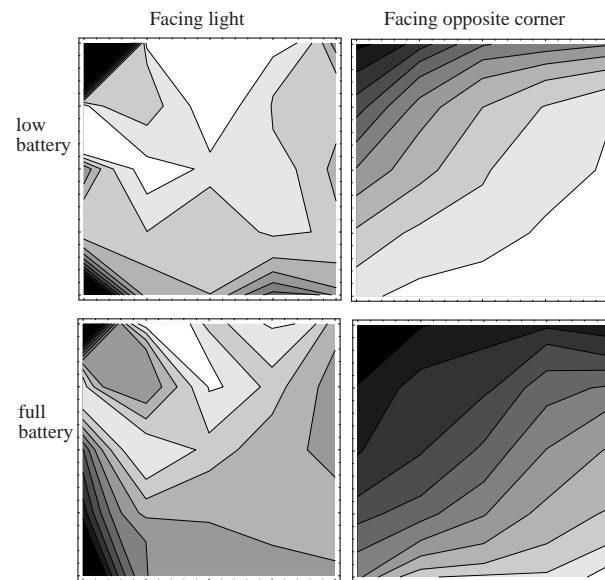 Facing light
Facing opposite corner
low
battery
full
battery